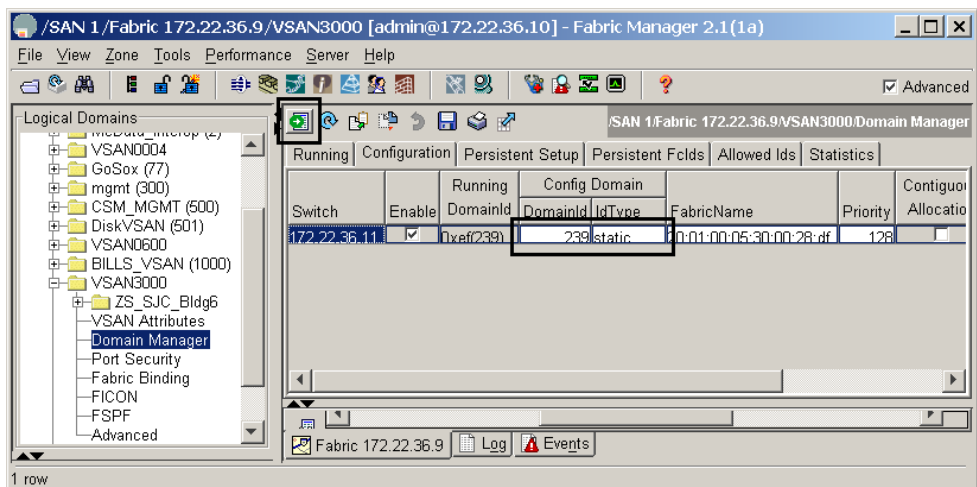 /SAN 1/Fabric 172.22.36.9/VSAN3000 [admin@172.22.36.10] - Fabric Manager 2.1(1a)
File View Zone Tools Performance Server Help
Advanced
Logical Domains
McData_Interop (2)
VSAN0004
GoSox (77)
mgmt (300)
CSM_MGMT (500)
DiskVSAN (501)
VSAN0600
BILLS_VSAN (1000)
VSAN3000
ZS_SJC_Bldg6
VSAN Attributes
Domain Manager
Port Security
Fabric Binding
FICON
FSPF
Advanced
/SAN 1/Fabric 172.22.36.9/VSAN3000/Domain Manager
Running Configuration Persistent Setup Persistent FcIds Allowed Ids Statistics
Running Config Domain Contiguou
Switch Enable DomainId DomainId IdType FabricName Priority Allocatio
172.22.36.11 0xef(239) 239 static 20:01:00:05:30:00:28:df 128
Fabric 172.22.36.9 Log Events
1 row